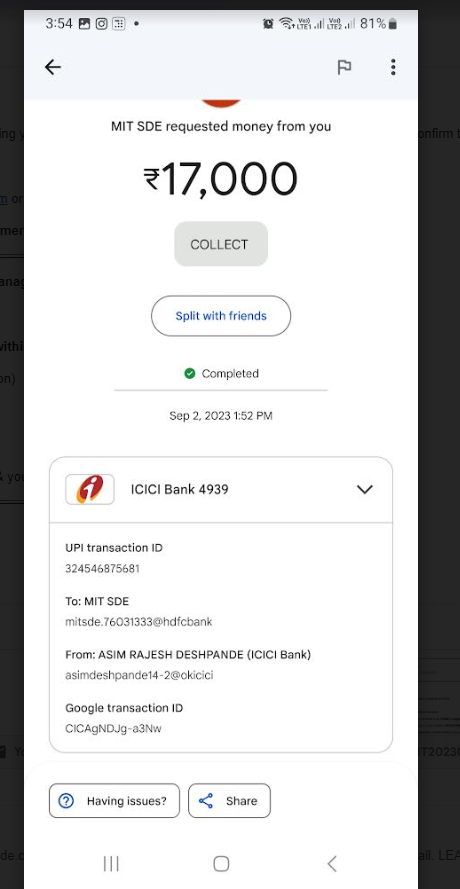 3:54
81%
MIT SDE requested money from you
₹17,000
COLLECT
Split with friends
Completed
Sep 2, 2023 1:52 PM
ICICI Bank 4939
UPI transaction ID
324546875681
To: MIT SDE
mitsde.76031333@hdfcbank
From: ASIM RAJESH DESHPANDE (ICICI Bank)
asimdeshpande14-2@okicici
Google transaction ID
CICAgNDJg-a3Nw
Having issues?
Share